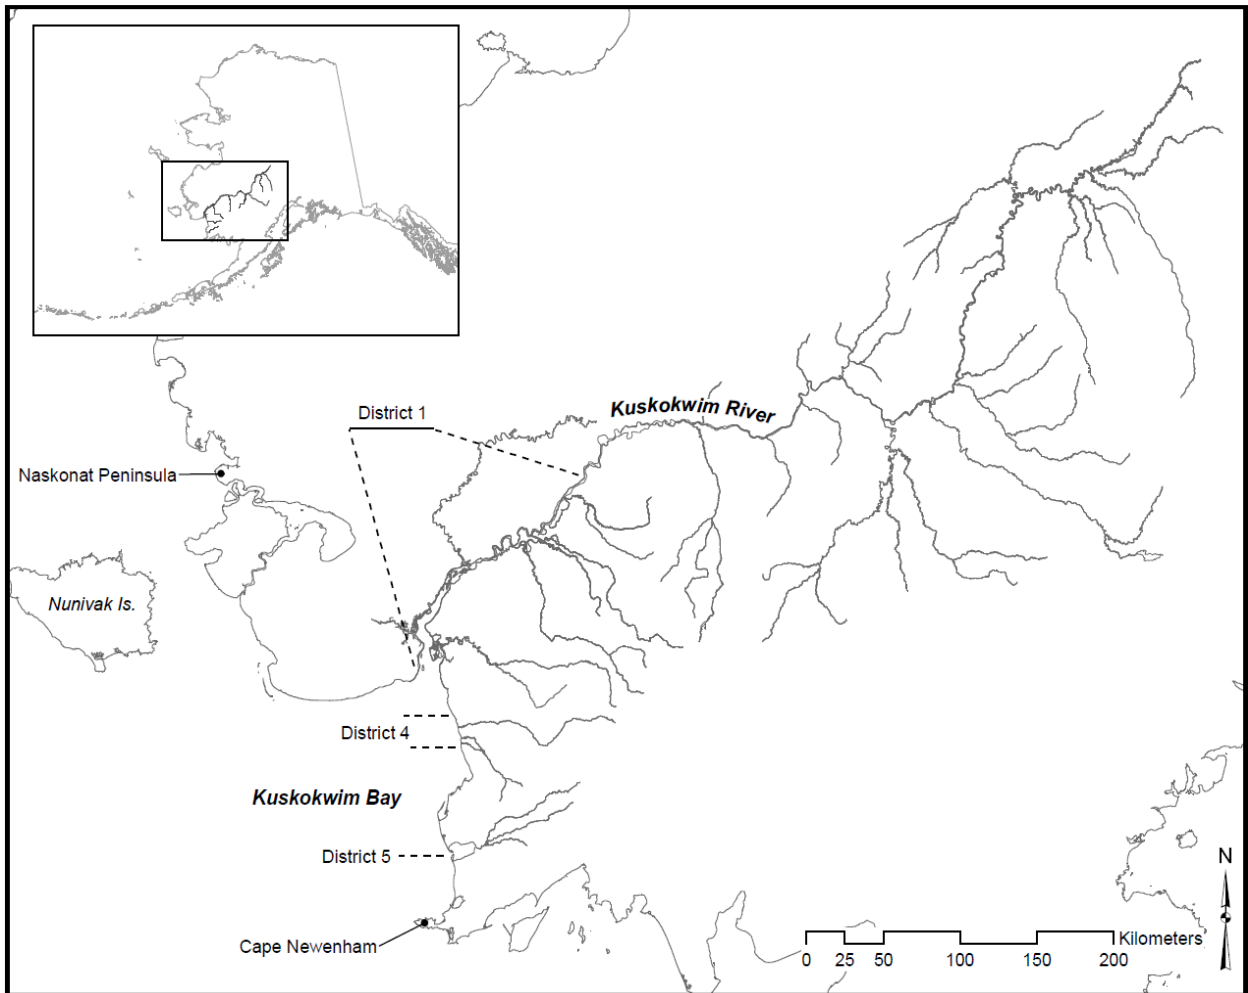 District 1
Kuskokwim River
Naskonat Peninsula
Nunivak Is.
District 4
Kuskokwim Bay
District 5
N
Cape Newenham
Kilometers
0 25 50 100 150 200